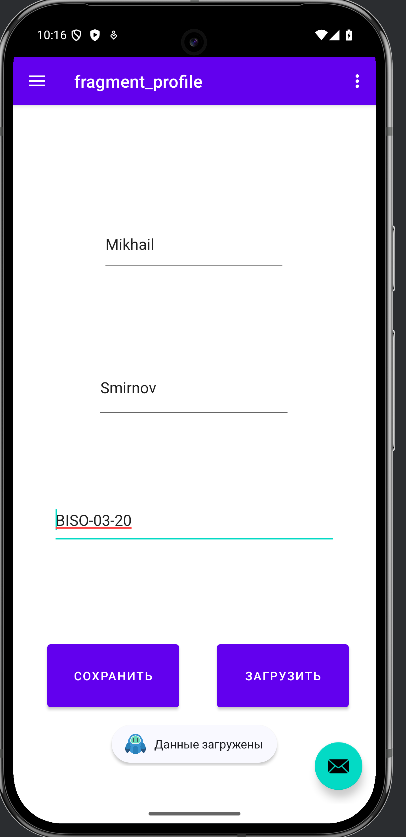 10:16
fragment_profile
Mikhail
Smirnov
BISO-03-20
СОХРАНИТЬ
ЗАГРУЗИТЬ
Данные загружены